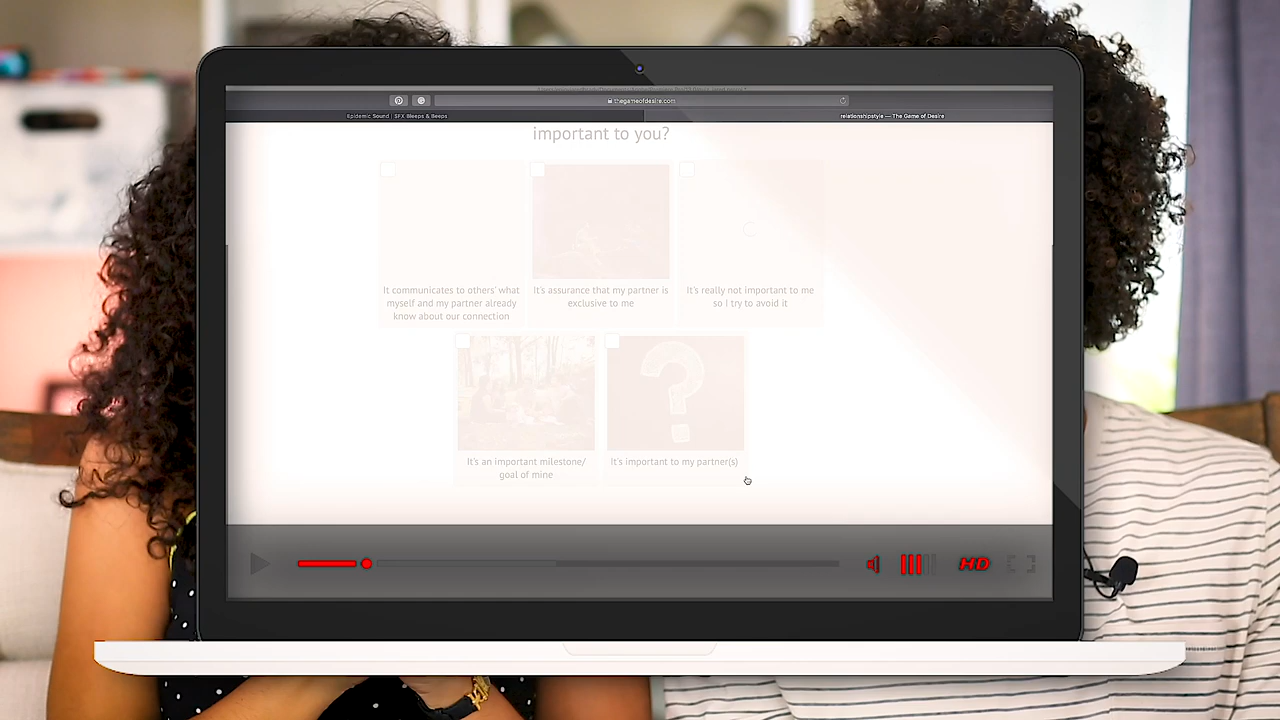 thegameofdesire.com
Epidemic Sound | SFX Bleeps & Beeps
relationshipstyle — The Game of Desire
important to you?
It communicates to others' what
myself and my partner already
know about our connection
It's assurance that my partner is
exclusive to me
It's really not important to me
so I try to avoid it
It's an important milestone/
goal of mine
It's important to my partner(s)
HD